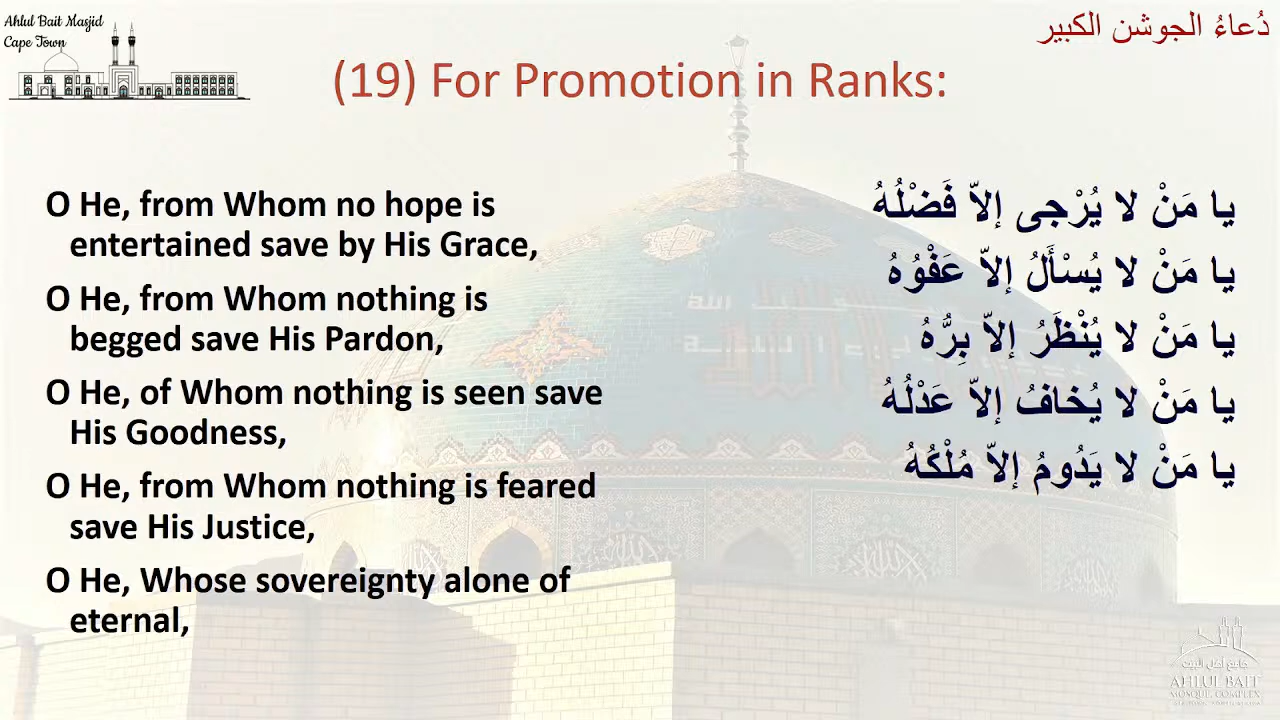 Ahlul Bait Masjid
Cape Town
دُعاءُ الجوشن الكبير
(19) For Promotion in Ranks:
O He, from Whom no hope is
entertained save by His Grace,
O He, from Whom nothing is
begged save His Pardon,
O He, of Whom nothing is seen save
His Goodness,
O He, from Whom nothing is feared
save His Justice,
O He, Whose sovereignty alone of
eternal,
يا مَنْ لا يُرْجى إلاّ فَضْلُهُ
يا مَنْ لا يُسْأَلُ إلاّ عَفْوُهُ
يا مَنْ لا يُنْظَرُ إلاّ بِرُّهُ
يا مَنْ لا يُخافُ إلاّ عَدْلُهُ
يا مَنْ لا يَدُومُ إلاّ مُلْكُهُ
جامع أهل البيت
AHLUL BAIT
MOSQUE COMPLEX